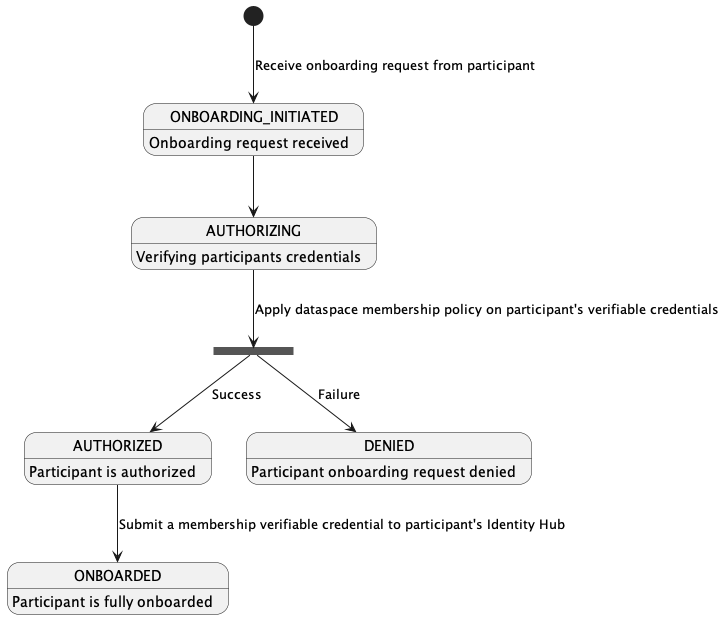 Receive onboarding request from participant
ONBOARDING_INITIATED
Onboarding request received
AUTHORIZING
Verifying participants credentials
Apply dataspace membership policy on participant's verifiable credentials
Success
Failure
AUTHORIZED
Participant is authorized
DENIED
Participant onboarding request denied
Submit a membership verifiable credential to participant's Identity Hub
ONBOARDED
Participant is fully onboarded